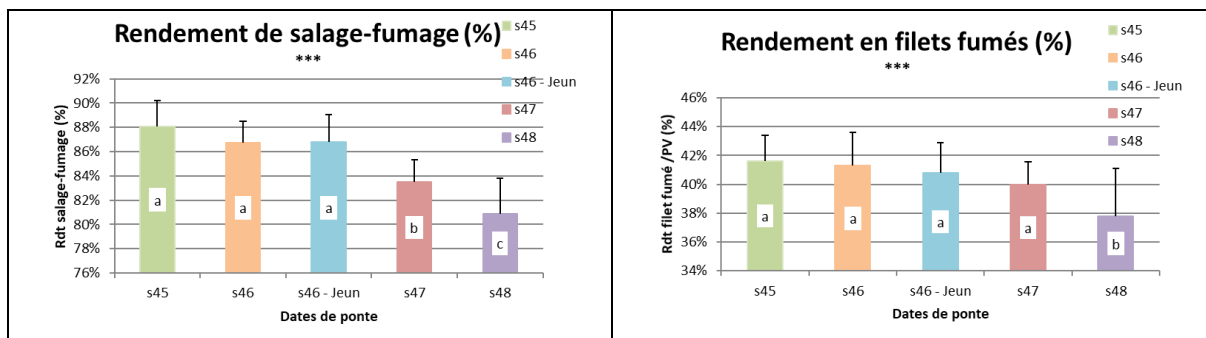 Rendement de salage-fumage (%)
***
s45
s46
s46 - Jeun
s47
s48
Rdt salage-fumage (%)
92%
90%
88%
86%
84%
82%
80%
78%
76%
a
a
a
b
c
s45 s46 s46 - Jeun s47 s48
Dates de ponte
Rendement en filets fumés (%)
***
s45
s46
s46 - Jeun
s47
s48
Rdt filet fumé /PV (%)
46%
44%
42%
40%
38%
36%
34%
a
a
a
a
b
s45 s46 s46 - Jeun s47 s48
Dates de ponte